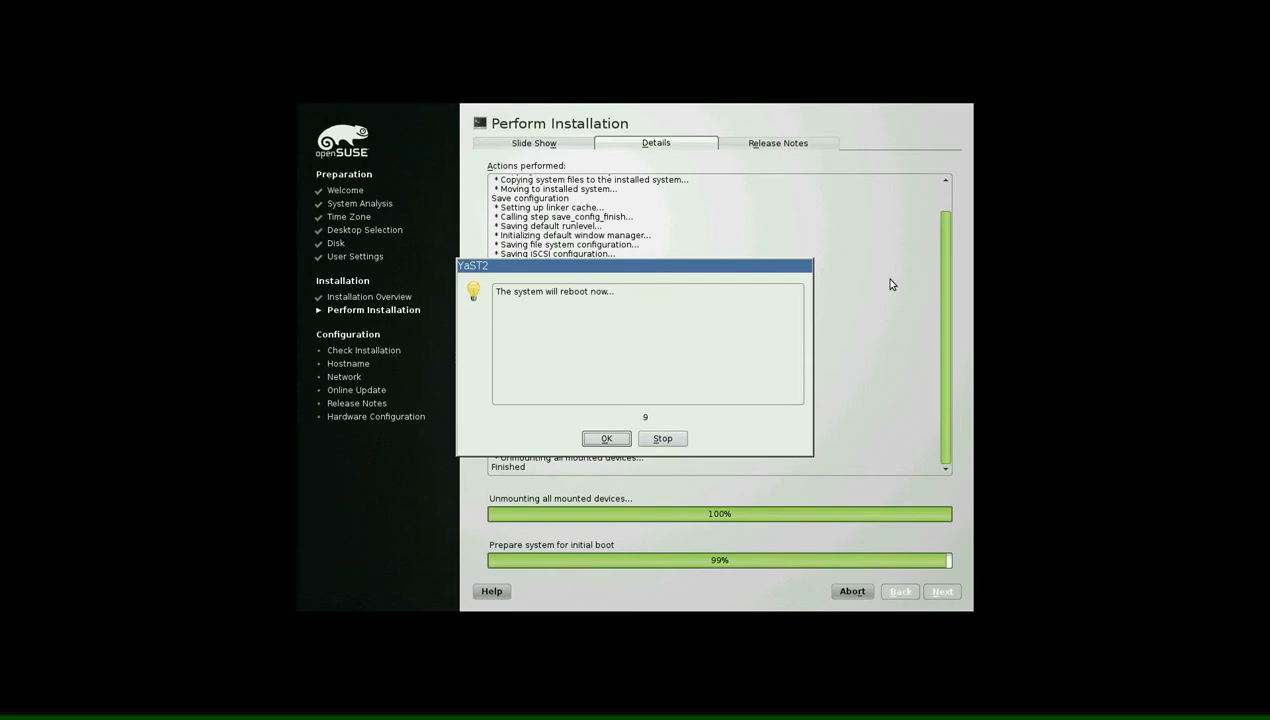 Perform Installation
Slide Show
Details
Release Notes
openSUSE
Preparation
Welcome
System Analysis
Time Zone
Desktop Selection
Disk
User Settings
Installation
Installation Overview
Perform Installation
Configuration
Check Installation
Hostname
Network
Online Update
Release Notes
Hardware Configuration
Actions performed:
* Copying system files to the installed system...
* Moving to installed system...
Save configuration
* Setting up linker cache...
* Calling step save_config_finish...
* Saving default runlevel...
* Initializing default window manager...
* Saving file system configuration...
* Saving iSCSI configuration...
YaST2
The system will reboot now...
9
OK
Stop
* Unmounting all mounted devices...
Finished
Unmounting all mounted devices...
100%
Prepare system for initial boot
99%
Help
Abort
Back
Next